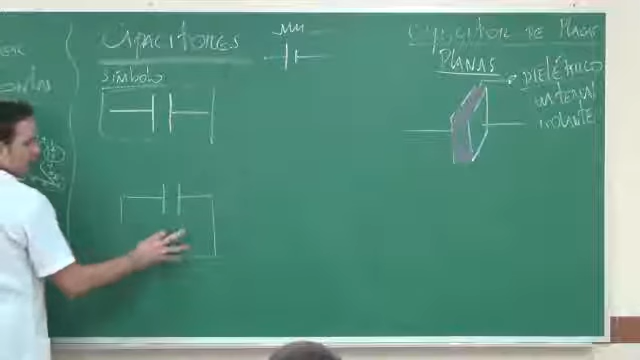 CAPACITORES
símbolo
CAPACITOR DE PLACAS
PLANAS
DIELÉTRICO
MATERIAL
ISOLANTE